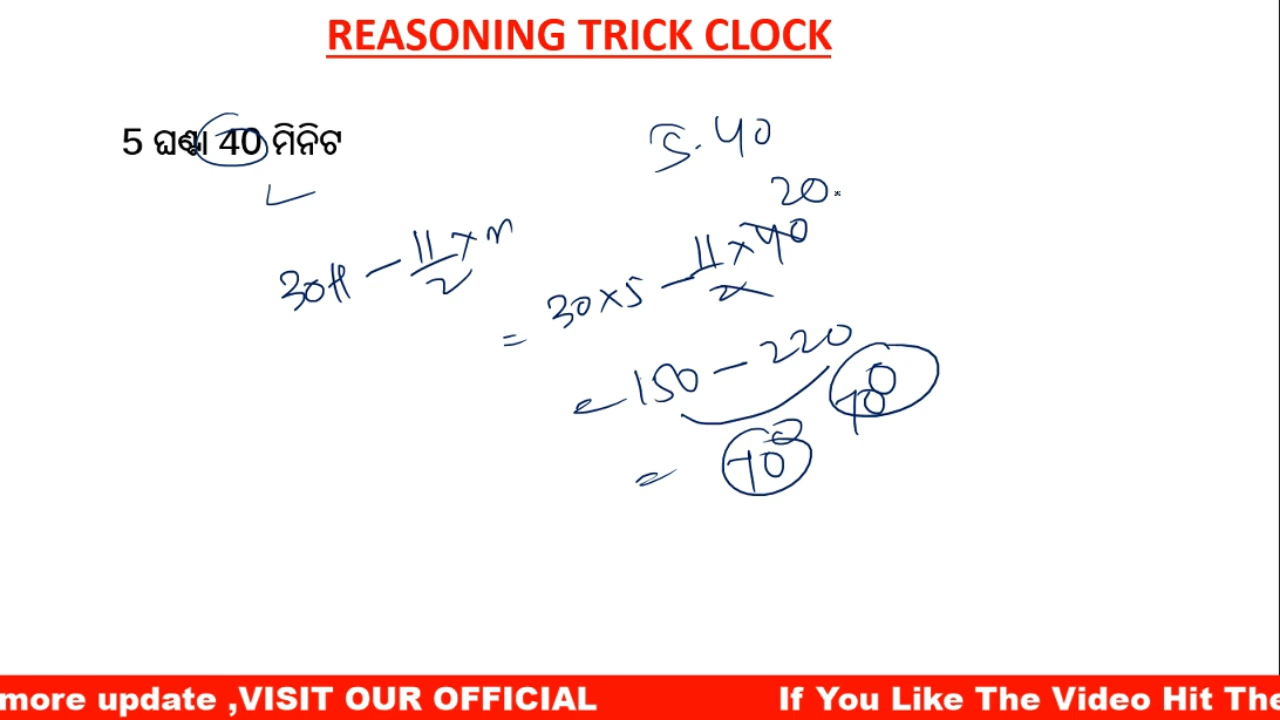 REASONING TRICK CLOCK
5 ଘଣ୍ଟା 40 ମିନିଟ
5.40
20
30H - 11/2 × m
= 30×5 - 11×40/2
= 150 - 220
70°
= 70°
more update ,VISIT OUR OFFICIAL If You Like The Video Hit The